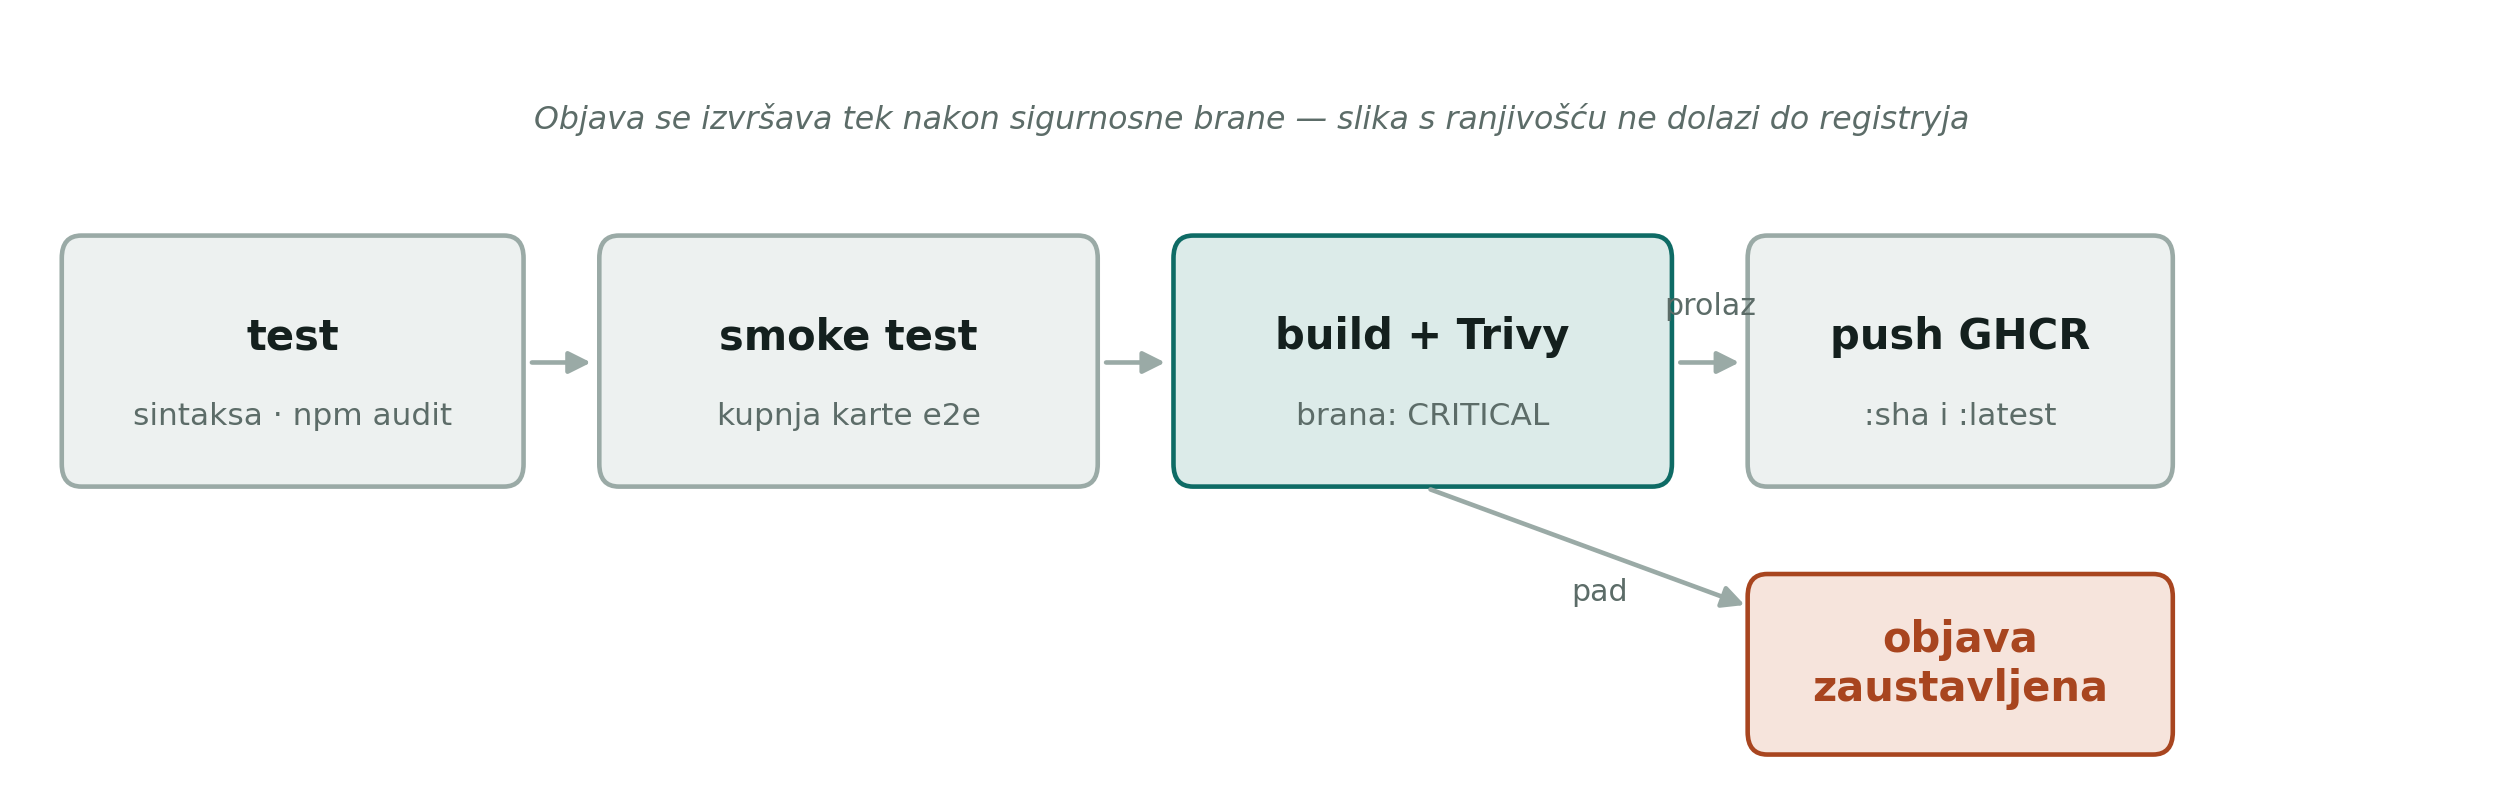 Objava se izvršava tek nakon sigurnosne brane — slika s ranjivošću ne dolazi do registryja
test
sintaksa · npm audit
smoke test
kupnja karte e2e
build + Trivy
brana: CRITICAL
prolaz
push GHCR
:sha i :latest
pad
objava
zaustavljena